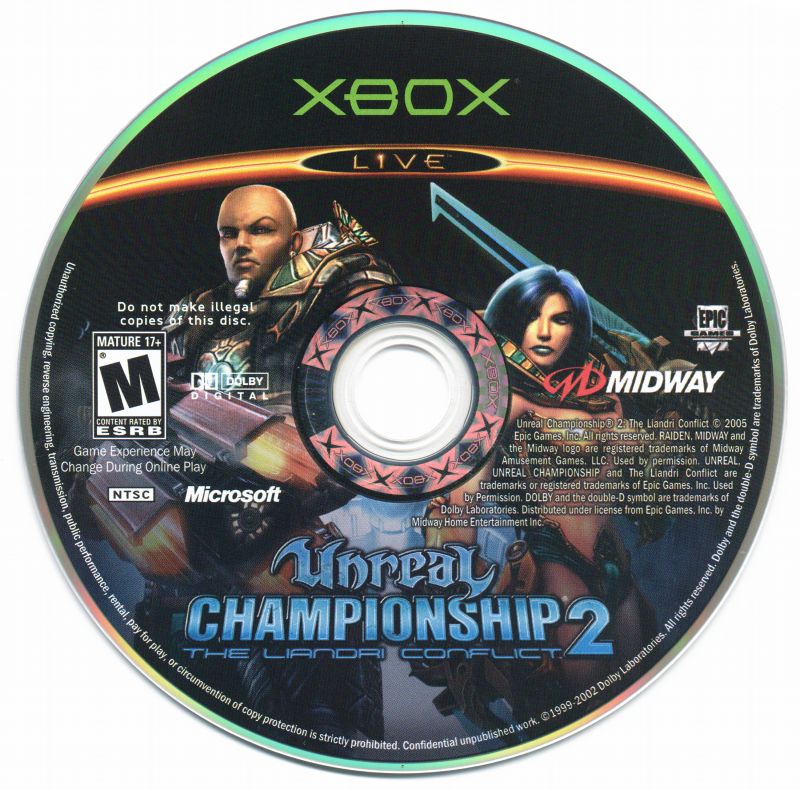 XBOX
LIVE™
Do not make illegal
copies of this disc.
MATURE 17+
M®
CONTENT RATED BY
ESRB
DOLBY
DIGITAL
Game Experience May
Change During Online Play
NTSC
Microsoft
XBOX XBOX XBOX XBOX
EPIC
GAMES
MIDWAY
Unreal Championship® 2: The Liandri Conflict © 2005
Epic Games, Inc. All rights reserved. RAIDEN, MIDWAY and
the Midway logo are registered trademarks of Midway
Amusement Games, LLC. Used by permission. UNREAL,
UNREAL CHAMPIONSHIP and The Liandri Conflict are
trademarks or registered trademarks of Epic Games, Inc. Used
by Permission. DOLBY and the double-D symbol are trademarks of
Dolby Laboratories. Distributed under license from Epic Games, Inc. by
Midway Home Entertainment Inc.
Unreal
CHAMPIONSHIP 2
THE LIANDRI CONFLICT
Unauthorized copying, reverse engineering, transmission, public performance, rental, pay for play, or circumvention of copy protection is strictly prohibited. Confidential unpublished work. ©1999-2002 Dolby Laboratories. All rights reserved. Dolby and the double-D symbol are trademarks of Dolby Laboratories.